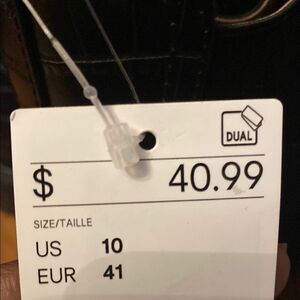 DUAL
$ 40.99
SIZE/TAILLE
US 10
EUR 41